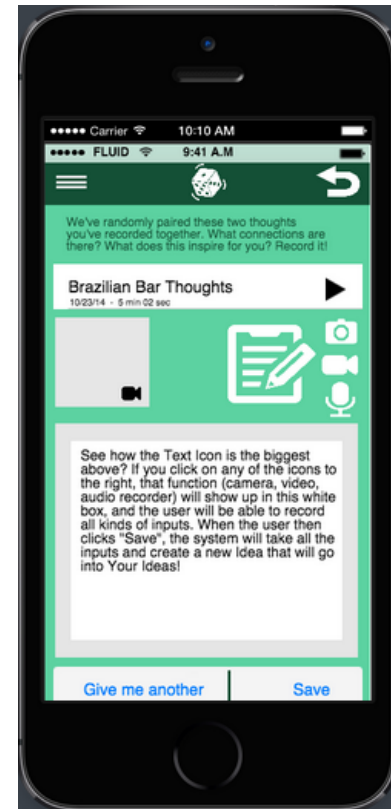 Carrier 10:10 AM
FLUID 9:41 A.M
We've randomly paired these two thoughts
you've recorded together. What connections are
there? What does this inspire for you? Record it!
Brazilian Bar Thoughts
10/23/14 - 5 min 02 sec
See how the Text Icon is the biggest
above? If you click on any of the icons to
the right, that function (camera, video,
audio recorder) will show up in this white
box, and the user will be able to record
all kinds of inputs. When the user then
clicks "Save", the system will take all the
inputs and create a new Idea that will go
into Your Ideas!
Give me another Save